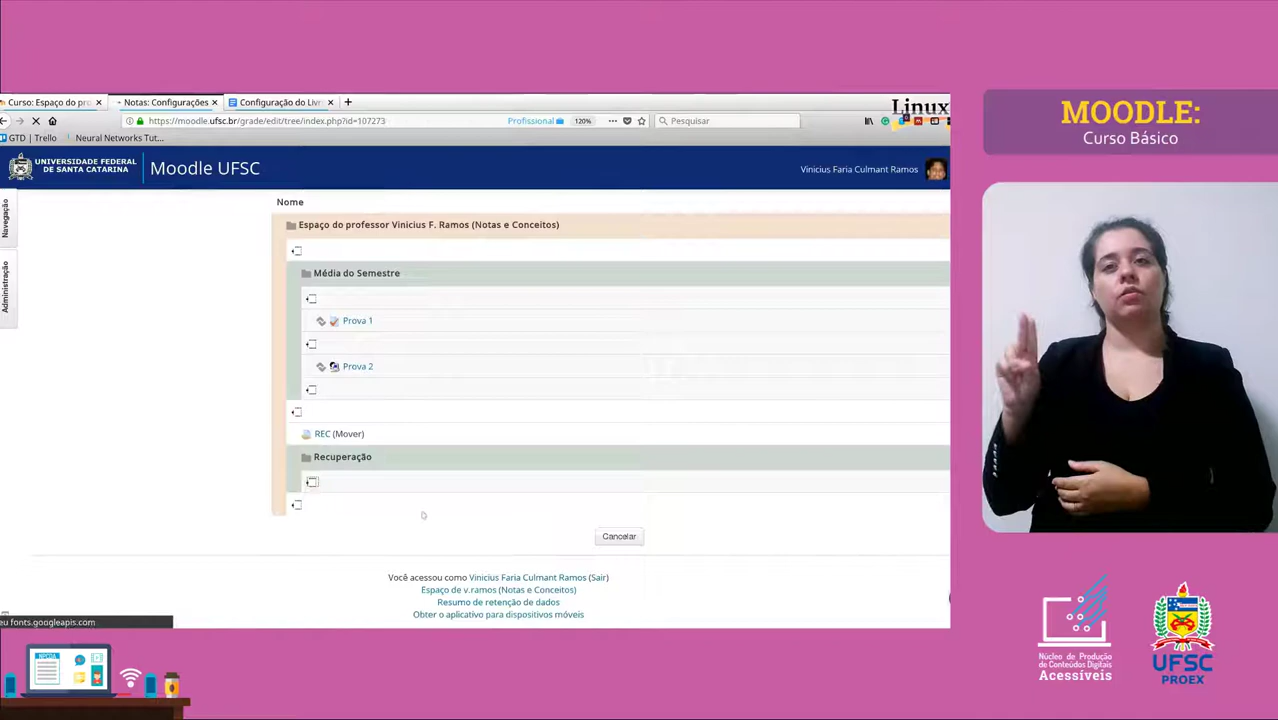 MOODLE:
Curso Básico
Curso: Espaço do pro
Notas: Configurações
Configuração do Livr
Linux
https://moodle.ufsc.br/grade/edit/tree/index.php?id=107273
Profissional
120%
Pesquisar
GTD | Trello
Neural Networks Tut...
UNIVERSIDADE FEDERAL
DE SANTA CATARINA
Moodle UFSC
Vinicius Faria Culmant Ramos
Navegação
Administração
Nome
Espaço do professor Vinicius F. Ramos (Notas e Conceitos)
Média do Semestre
Prova 1
Prova 2
REC (Mover)
Recuperação
Cancelar
Você acessou como Vinicius Faria Culmant Ramos (Sair)
Espaço de v.ramos (Notas e Conceitos)
Resumo de retenção de dados
Obter o aplicativo para dispositivos móveis
eu fonts.googleapis.com
NPCDA
Núcleo de Produção
de Conteúdos Digitais
Acessíveis
UFSC
PROEX